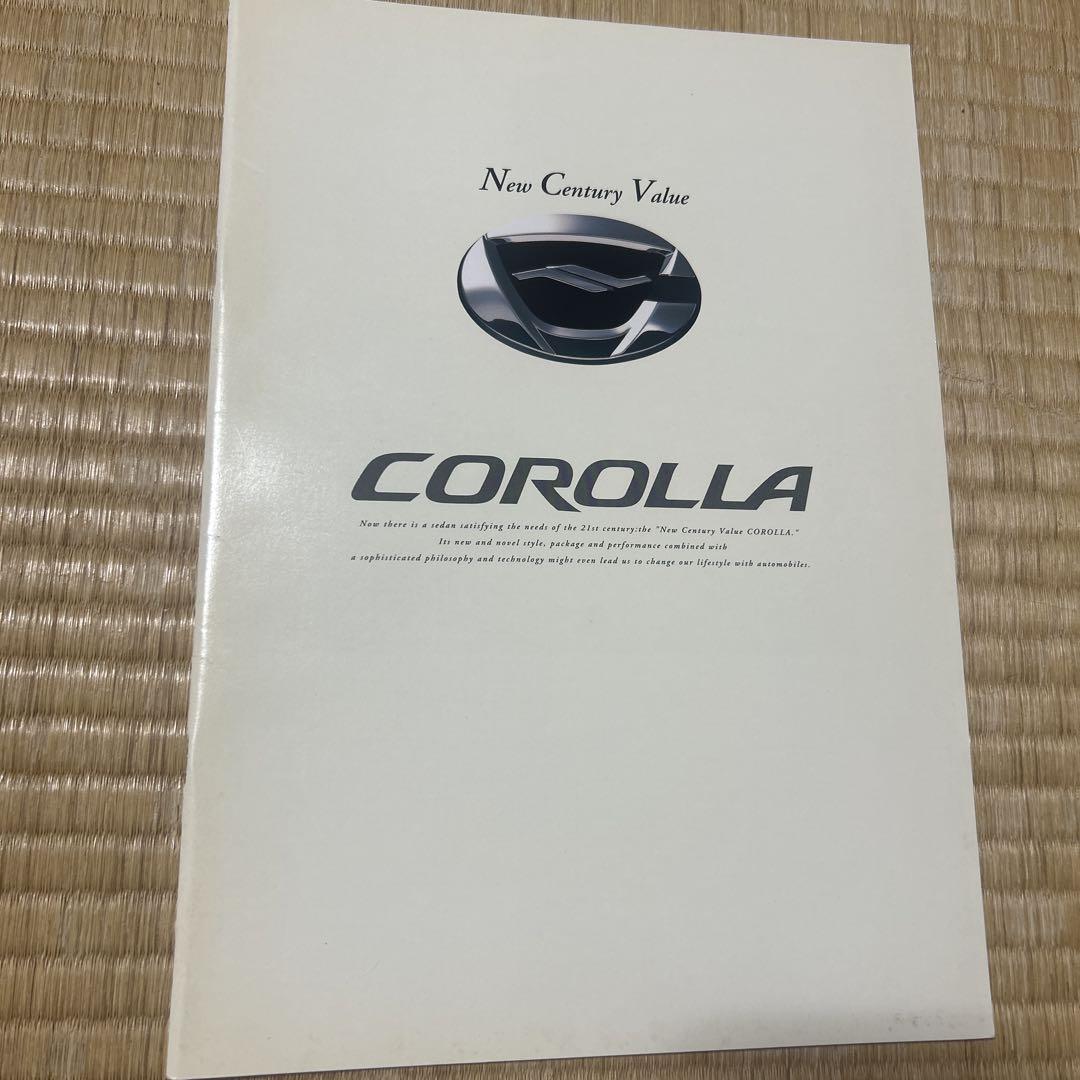 New Century Value
COROLLA
Now there is a sedan satisfying the needs of the 21st century:the "New Century Value COROLLA."
Its new and novel style, package and performance combined with
a sophisticated philosophy and technology might even lead us to change our lifestyle with automobiles.